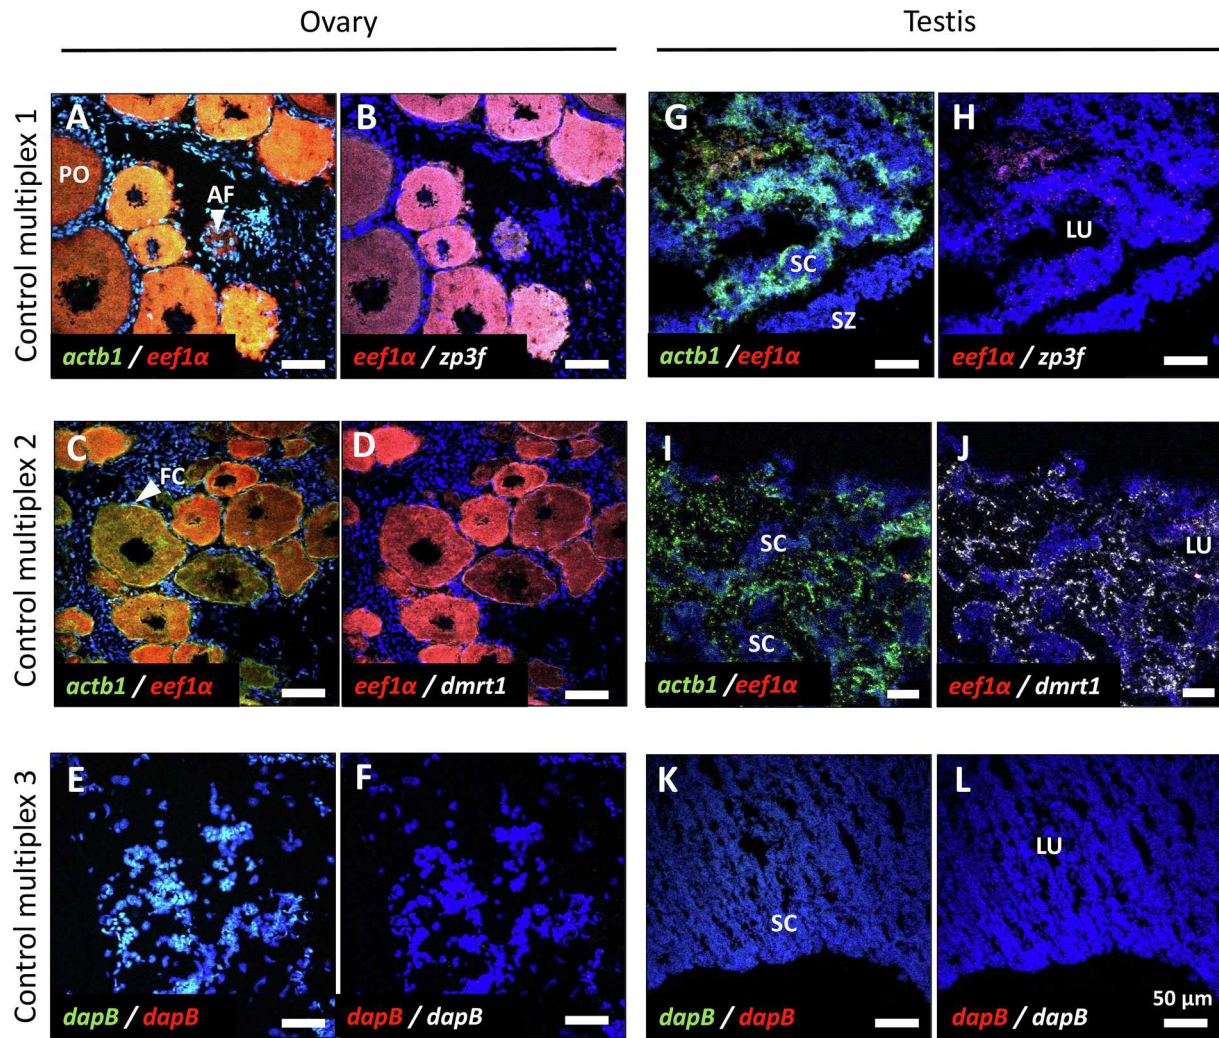 Ovary
Testis
Control multiplex 1
A
PO
AF
actb1 / eef1α
B
eef1α / zp3f
G
SC
SZ
actb1 /eef1α
H
LU
eef1α / zp3f
Control multiplex 2
C
FC
actb1 / eef1α
D
eef1α / dmrt1
I
SC
SC
actb1 /eef1α
J
LU
eef1α / dmrt1
Control multiplex 3
E
dapB / dapB
F
dapB / dapB
K
SC
dapB / dapB
L
LU
50 µm
dapB / dapB